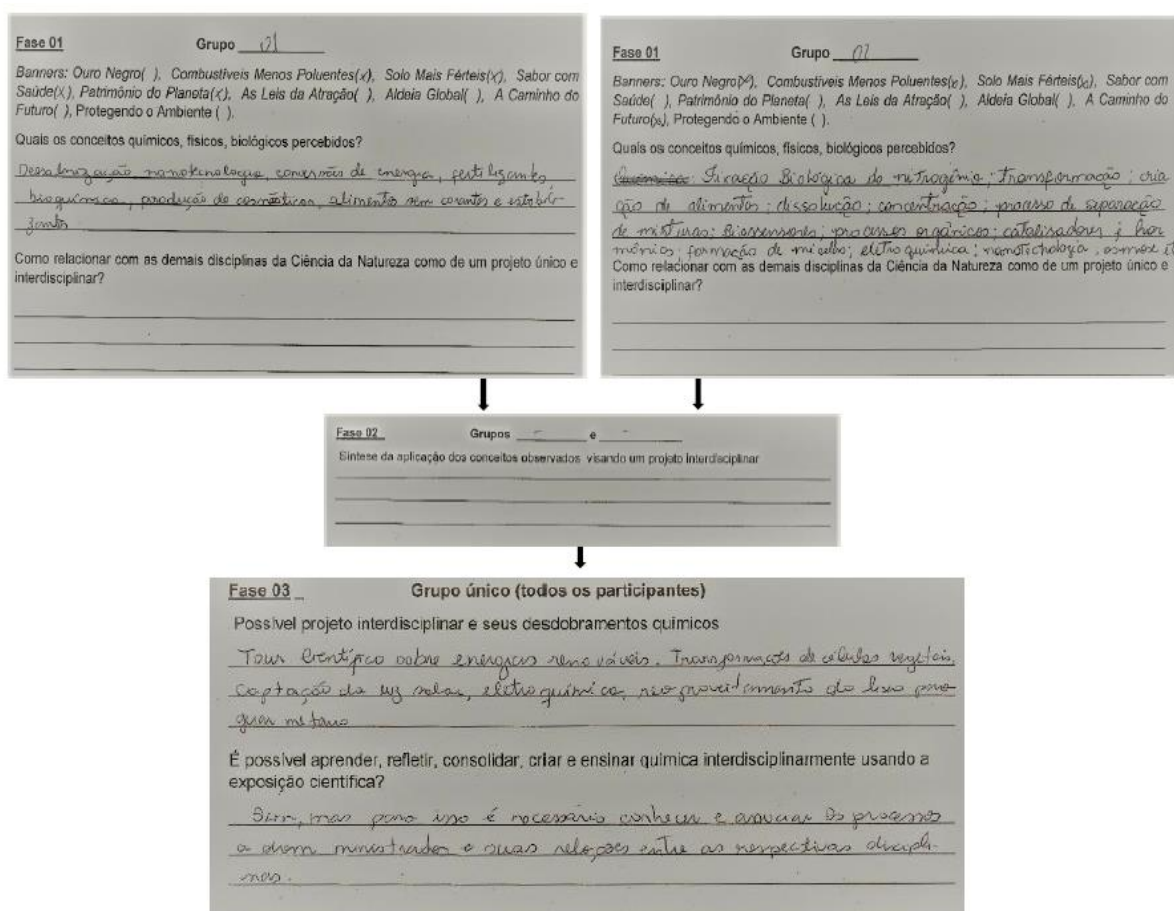 Fase 01 Grupo 01
Banners: Ouro Negro( ), Combustíveis Menos Poluentes(x), Solo Mais Férteis(x), Sabor com
Saúde(x), Patrimônio do Planeta(x), As Leis da Atração( ), Aldeia Global( ), A Caminho do
Futuro( ), Protegendo o Ambiente ( ).
Quais os conceitos químicos, físicos, biológicos percebidos?
Dessalinização, nanotecnologia, conversões de energia, fertilizantes,
bioquímica, produção de cosméticos, alimentos sem corantes e estabili-
zantes
Como relacionar com as demais disciplinas da Ciência da Natureza como de um projeto único e
interdisciplinar?
Fase 01 Grupo
Banners: Ouro Negro(x), Combustíveis Menos Poluentes(x), Solo Mais Férteis(x), Sabor com
Saúde( ), Patrimônio do Planeta( ), As Leis da Atração( ), Aldeia Global( ), A Caminho do
Futuro(x), Protegendo o Ambiente ( ).
Quais os conceitos químicos, físicos, biológicos percebidos?
Fixação Biológica do nitrogênio; Transformação; cria
ção de alimentos; dissolução; concentração; processo de separação
de misturas; Biossensores; processos orgânicos; catalisadores; hor
mônios; formação de micelas; eletroquímica; nanotechologia, osmose
Como relacionar com as demais disciplinas da Ciência da Natureza como de um projeto único e
interdisciplinar?
Fase 02 Grupos e
Síntese da aplicação dos conceitos observados visando um projeto interdisciplinar
Fase 03 Grupo único (todos os participantes)
Possível projeto interdisciplinar e seus desdobramentos químicos
Tour Científico sobre energias renováveis. Transformações de células vegetais,
Captação da luz solar, eletroquímica, reaproveitamento do lixo para
gerar metano
É possível aprender, refletir, consolidar, criar e ensinar química interdisciplinarmente usando a
exposição científica?
Sim, mas para isso é necessário conhecer e associar os processos
a serem ministrados e suas relações entre as respectivas discipli-
nas.